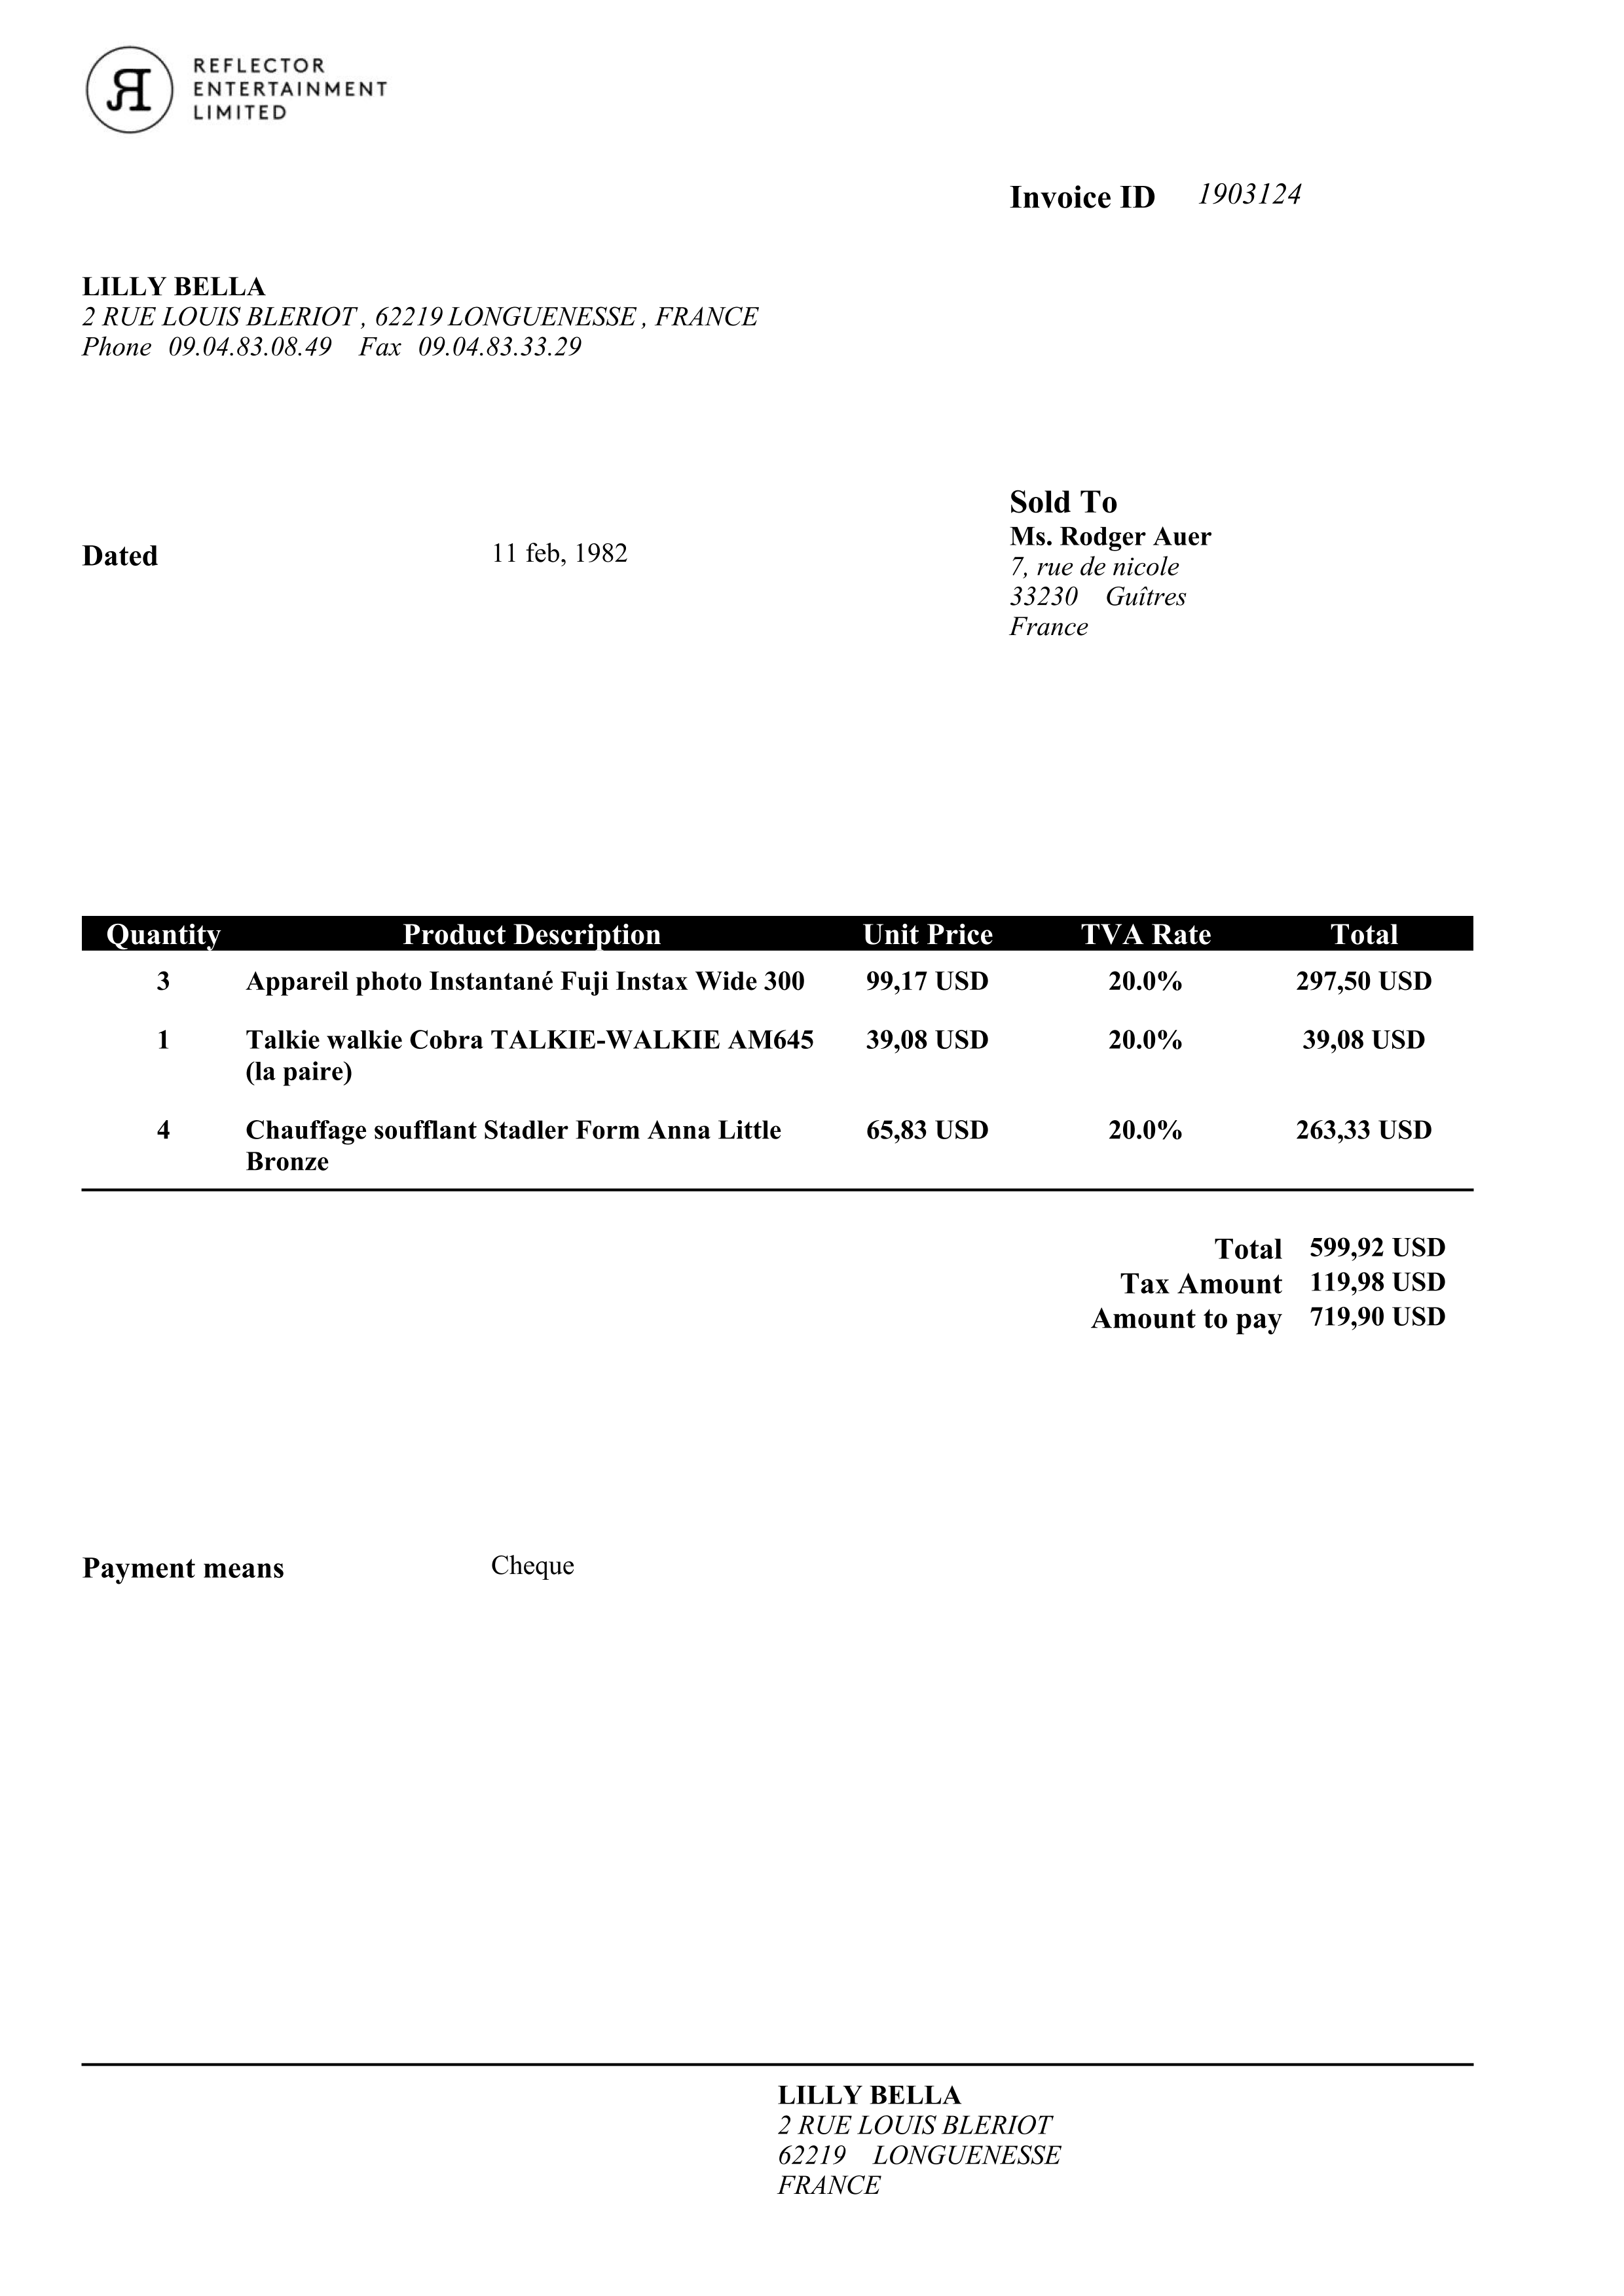 REFLECTOR
ENTERTAINMENT
LIMITED
Invoice ID 1903124
LILLY BELLA
2 RUE LOUIS BLERIOT , 62219 LONGUENESSE , FRANCE
Phone 09.04.83.08.49 Fax 09.04.83.33.29
Sold To
Ms. Rodger Auer
7, rue de nicole
33230 Guîtres
France
Dated 11 feb, 1982
Quantity Product Description Unit Price TVA Rate Total
3 Appareil photo Instantané Fuji Instax Wide 300 99,17 USD 20.0% 297,50 USD
1 Talkie walkie Cobra TALKIE-WALKIE AM645 39,08 USD 20.0% 39,08 USD
(la paire)
4 Chauffage soufflant Stadler Form Anna Little 65,83 USD 20.0% 263,33 USD
Bronze
Total 599,92 USD
Tax Amount 119,98 USD
Amount to pay 719,90 USD
Payment means Cheque
LILLY BELLA
2 RUE LOUIS BLERIOT
62219 LONGUENESSE
FRANCE